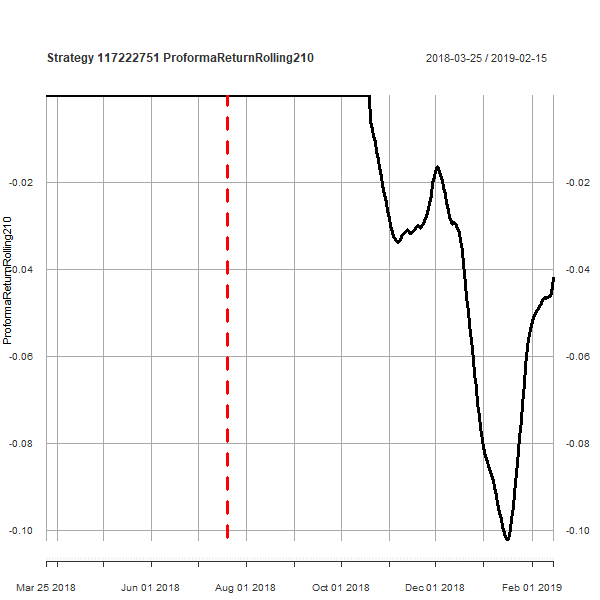 Strategy 117222751 ProformaReturnRolling210
2018-03-25 / 2019-02-15
ProformaReturnRolling210
-0.02
-0.04
-0.06
-0.08
-0.10
-0.02
-0.04
-0.06
-0.08
-0.10
Mar 25 2018
Jun 01 2018
Aug 01 2018
Oct 01 2018
Dec 01 2018
Feb 01 2019